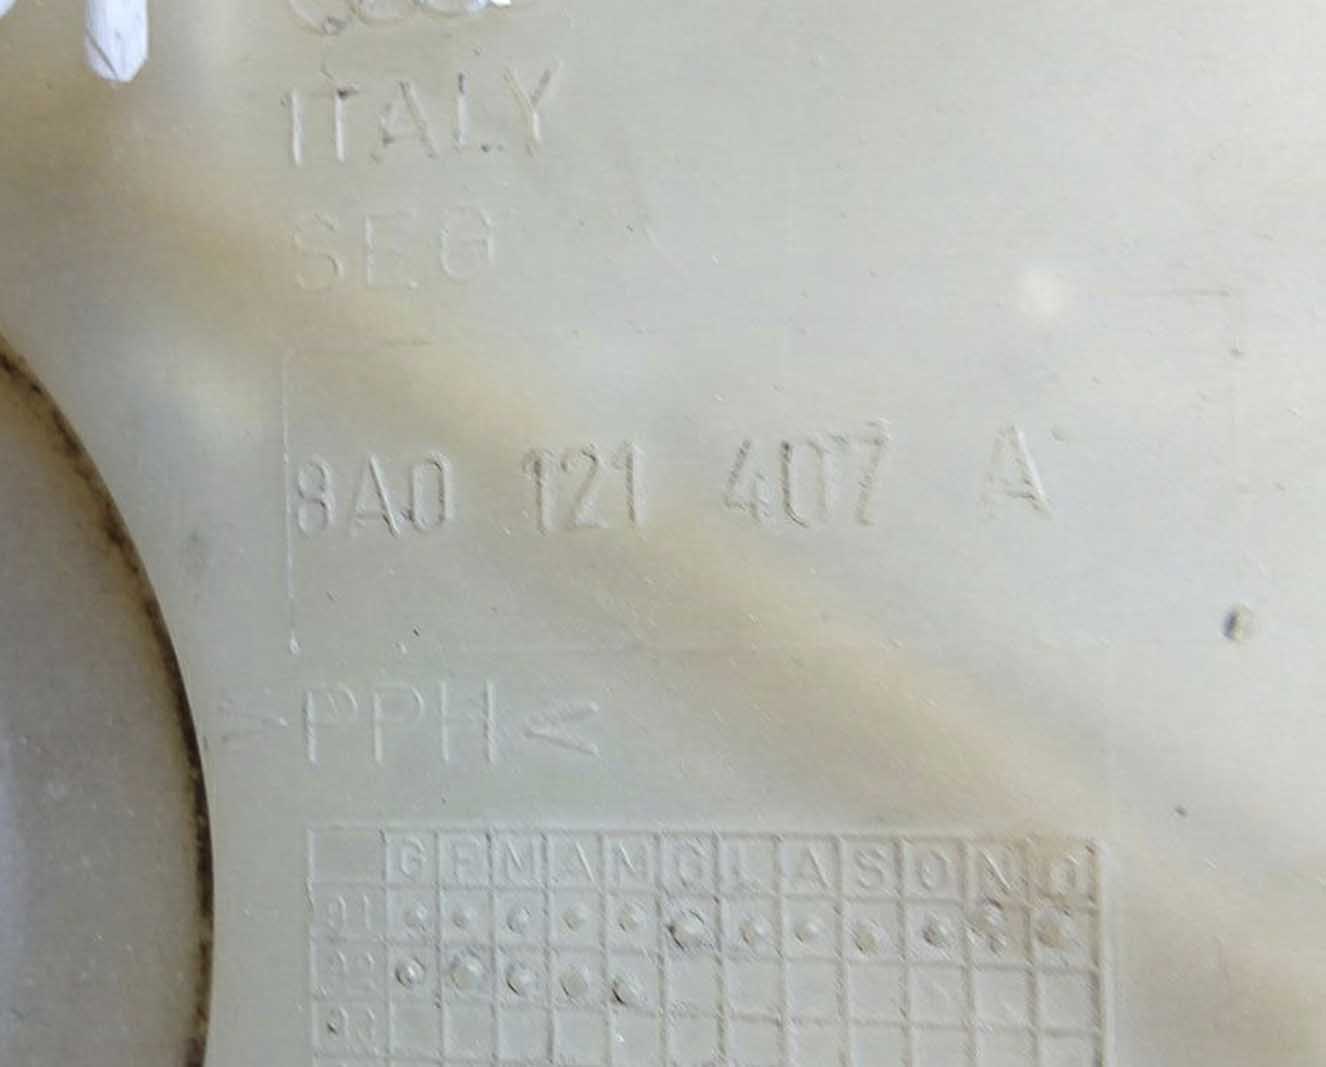 ITALY
SEG
8A0 121 407 A
>PPH<
G F M A M G L A S O N D
91
92
93